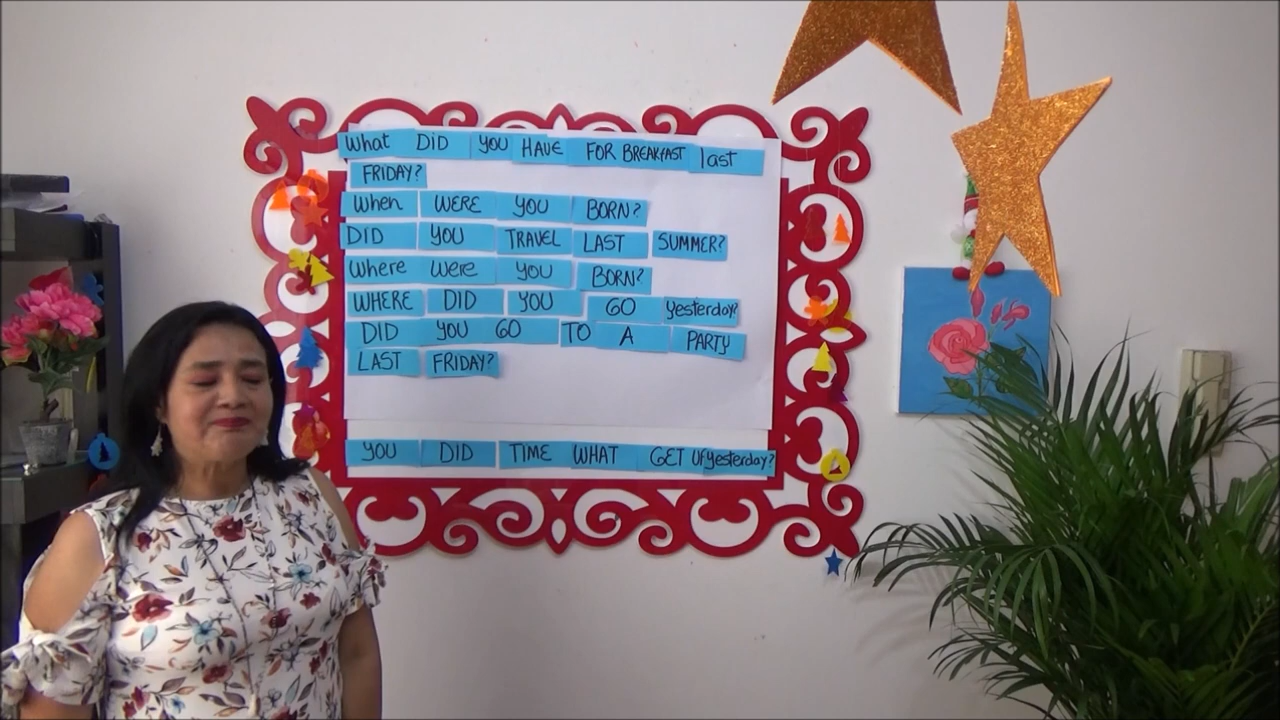 What DID YOU HAVE FOR BREAKFAST last
FRIDAY?
When WERE YOU BORN?
DID YOU TRAVEL LAST SUMMER?
Where were YOU BORN?
WHERE DID YOU GO yesterday?
DID YOU GO TO A PARTY
LAST FRIDAY?
YOU DID TIME WHAT GET UP yesterday?